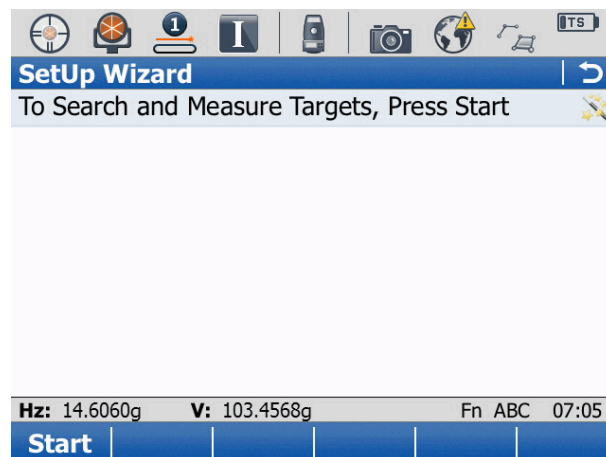 1 I TS
SetUp Wizard
To Search and Measure Targets, Press Start
Hz: 14.6060g V: 103.4568g Fn ABC 07:05
Start